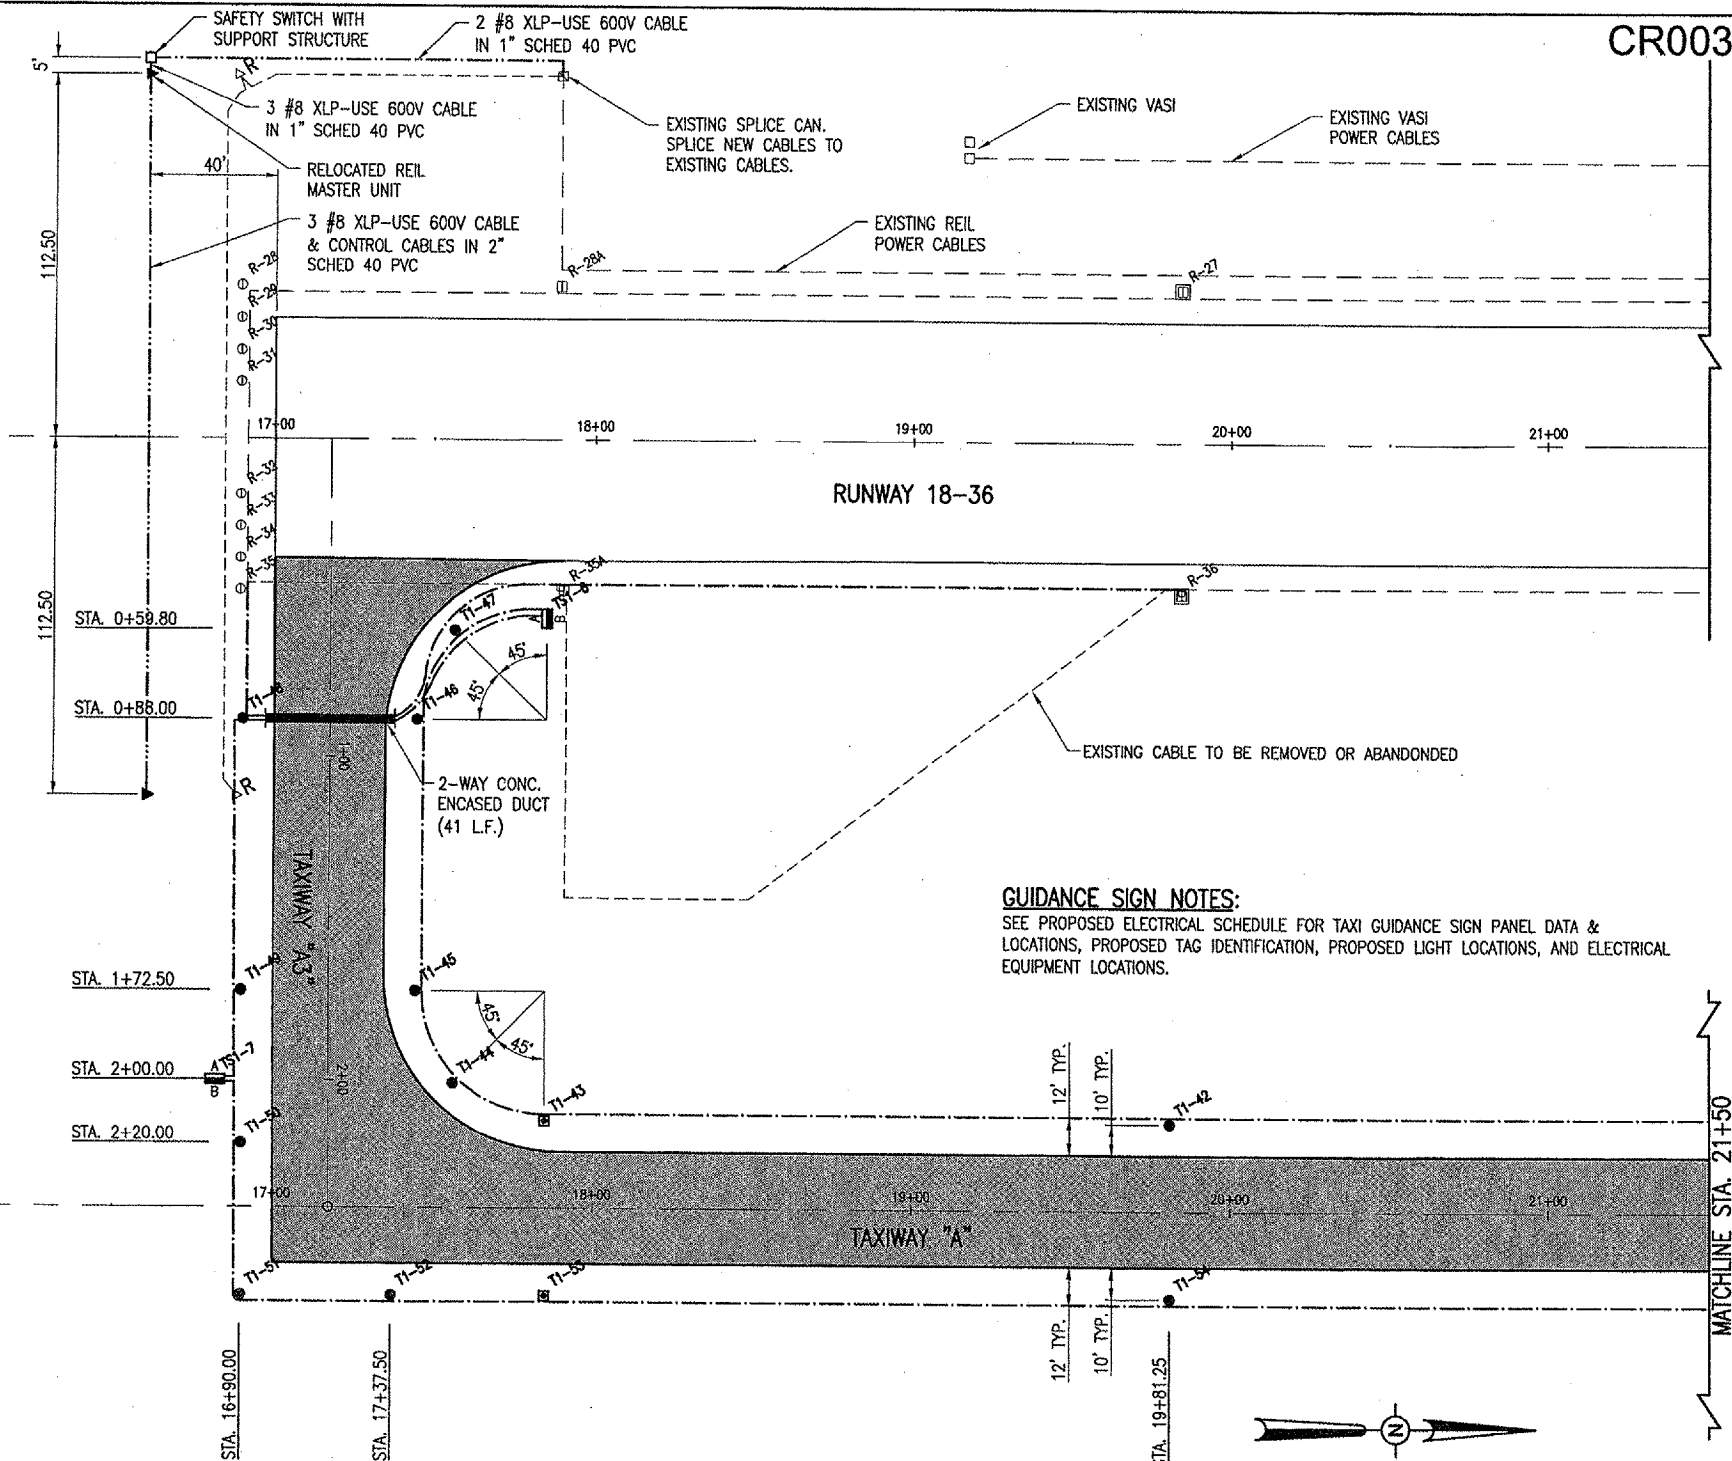 CR003
SAFETY SWITCH WITH
SUPPORT STRUCTURE
2 #8 XLP-USE 600V CABLE
IN 1" SCHED 40 PVC
5'
R
3 #8 XLP-USE 600V CABLE
IN 1" SCHED 40 PVC
EXISTING SPLICE CAN.
SPLICE NEW CABLES TO
EXISTING CABLES.
EXISTING VASI
EXISTING VASI
POWER CABLES
40'
RELOCATED REIL
MASTER UNIT
3 #8 XLP-USE 600V CABLE
& CONTROL CABLES IN 2"
SCHED 40 PVC
112.50
EXISTING REIL
POWER CABLES
R-28
R-29
R-30
R-31
R-28A
R-27
17+00
18+00
19+00
20+00
21+00
RUNWAY 18-36
R-32
R-33
R-34
R-35
R-35A
R-36
112.50
STA. 0+59.80
T1-47
TS1-8
A
B
45°
45°
STA. 0+88.00
T1-48
T1-46
1+00
2-WAY CONC.
ENCASED DUCT
(41 L.F.)
EXISTING CABLE TO BE REMOVED OR ABANDONDED
R
TAXIWAY "A3"
GUIDANCE SIGN NOTES:
SEE PROPOSED ELECTRICAL SCHEDULE FOR TAXI GUIDANCE SIGN PANEL DATA &
LOCATIONS, PROPOSED TAG IDENTIFICATION, PROPOSED LIGHT LOCATIONS, AND ELECTRICAL
EQUIPMENT LOCATIONS.
STA. 1+72.50
T1-49
T1-45
45°
45°
STA. 2+00.00
A
TS1-7
B
2+00
T1-44
T1-43
12' TYP.
10' TYP.
T1-42
STA. 2+20.00
T1-50
17+00
18+00
19+00
20+00
21+00
TAXIWAY "A"
MATCHLINE STA. 21+50
T1-51
T1-52
T1-53
T1-54
12' TYP.
10' TYP.
STA. 16+90.00
STA. 17+37.50
STA. 19+81.25
N